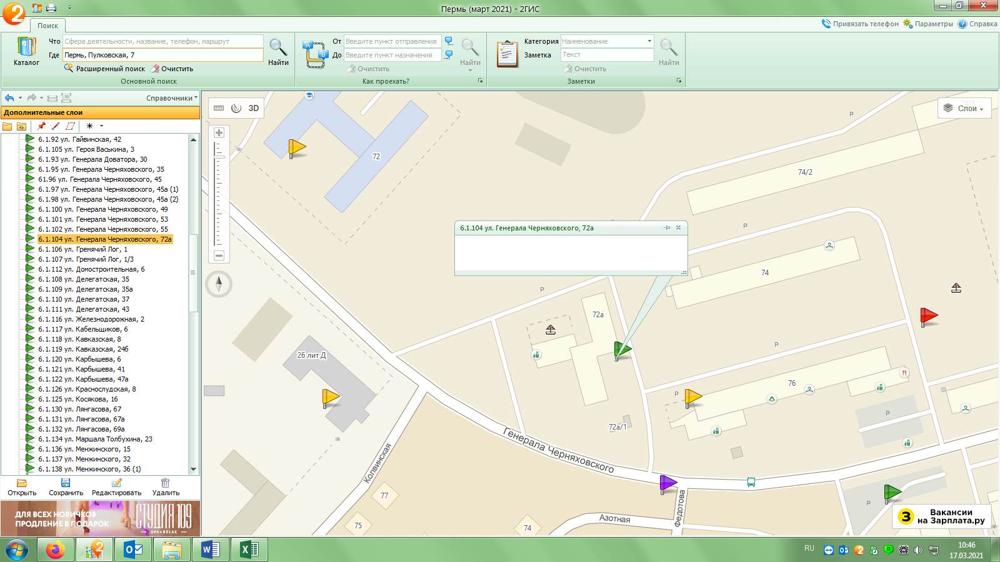 Пермь (март 2021) - 2ГИС
Поиск
Привязать телефон
Параметры
Справка
Каталог
Что
Сфера деятельности, название, телефон, маршрут
Где
Пермь, Пулковская, 7
Расширенный поиск
Очистить
Найти
Основной поиск
От
Введите пункт отправления
До
Введите пункт назначения
Очистить
Найти
Как проехать?
Категория
Наименование
Заметка
Текст
Очистить
Найти
Заметки
Справочники
Дополнительные слои
6.1.92 ул. Гайвинская, 42
6.1.105 ул. Героя Васькина, 3
6.1.93 ул. Генерала Доватора, 30
6.1.95 ул. Генерала Черняховского, 35
61.96 ул. Генерала Черняховского, 45
6.1.97 ул. Генерала Черняховского, 45а (1)
6.1.98 ул. Генерала Черняховского, 45а (2)
6.1.100 ул. Генерала Черняховского, 49
6.1.101 ул. Генерала Черняховского, 53
6.1.102 ул. Генерала Черняховского, 55
6.1.104 ул. Генерала Черняховского, 72а
6.1.106 ул. Гремячий Лог, 1
6.1.107 ул. Гремячий Лог, 1/3
6.1.112 ул. Домостроительная, 6
6.1.108 ул. Делегатская, 35
6.1.109 ул. Делегатская, 35а
6.1.110 ул. Делегатская, 37
6.1.111 ул. Делегатская, 43
6.1.116 ул. Железнодорожная, 2
6.1.117 ул. Кабельщиков, 6
6.1.118 ул. Кавказская, 8
6.1.119 ул. Кавказская, 24б
6.1.120 ул. Карбышева, 6
6.1.121 ул. Карбышева, 41
6.1.122 ул. Карбышева, 47а
6.1.126 ул. Краснослудская, 8
6.1.125 ул. Косякова, 16
6.1.130 ул. Лянгасова, 67
6.1.131 ул. Лянгасова, 67а
6.1.132 ул. Лянгасова, 69а
6.1.134 ул. Маршала Толбухина, 23
6.1.136 ул. Менжинского, 15
6.1.137 ул. Менжинского, 32
6.1.138 ул. Менжинского, 36 (1)
Открыть
Сохранить
Редактировать
Удалить
ДЛЯ ВСЕХ НОВИЧКОВ
ПРОДЛЕНИЕ В ПОДАРОК
СТУДИЯ 109
SPA & RELAX
3D
74/3
Слои
P
72
74/2
P
6.1.104 ул. Генерала Черняховского, 72а
74
P
72а
P
26 лит Д
76
P
P
72а/1
Генерала Черняховского
Колвинская
Федотова
Азотная
77
75
74
P
З
Вакансии
на Зарплата.ру
RU
10:46
17.03.2021